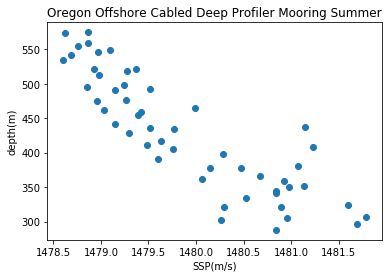 Oregon Offshore Cabled Deep Profiler Mooring Summer
550
500
450
400
350
300
depth(m)
1478.5 1479.0 1479.5 1480.0 1480.5 1481.0 1481.5
SSP(m/s)